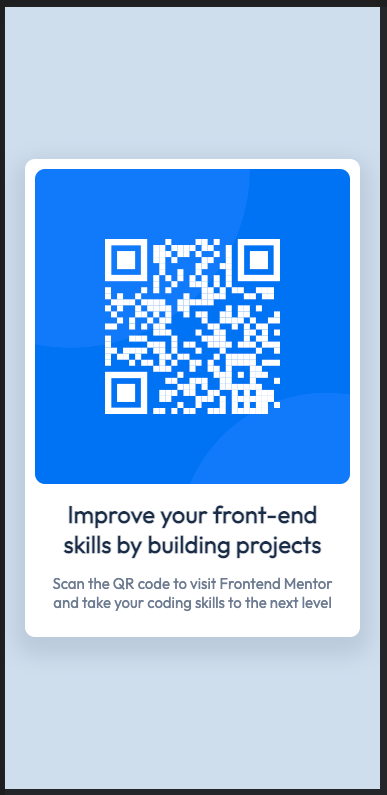 Improve your front-end
skills by building projects
Scan the QR code to visit Frontend Mentor
and take your coding skills to the next level